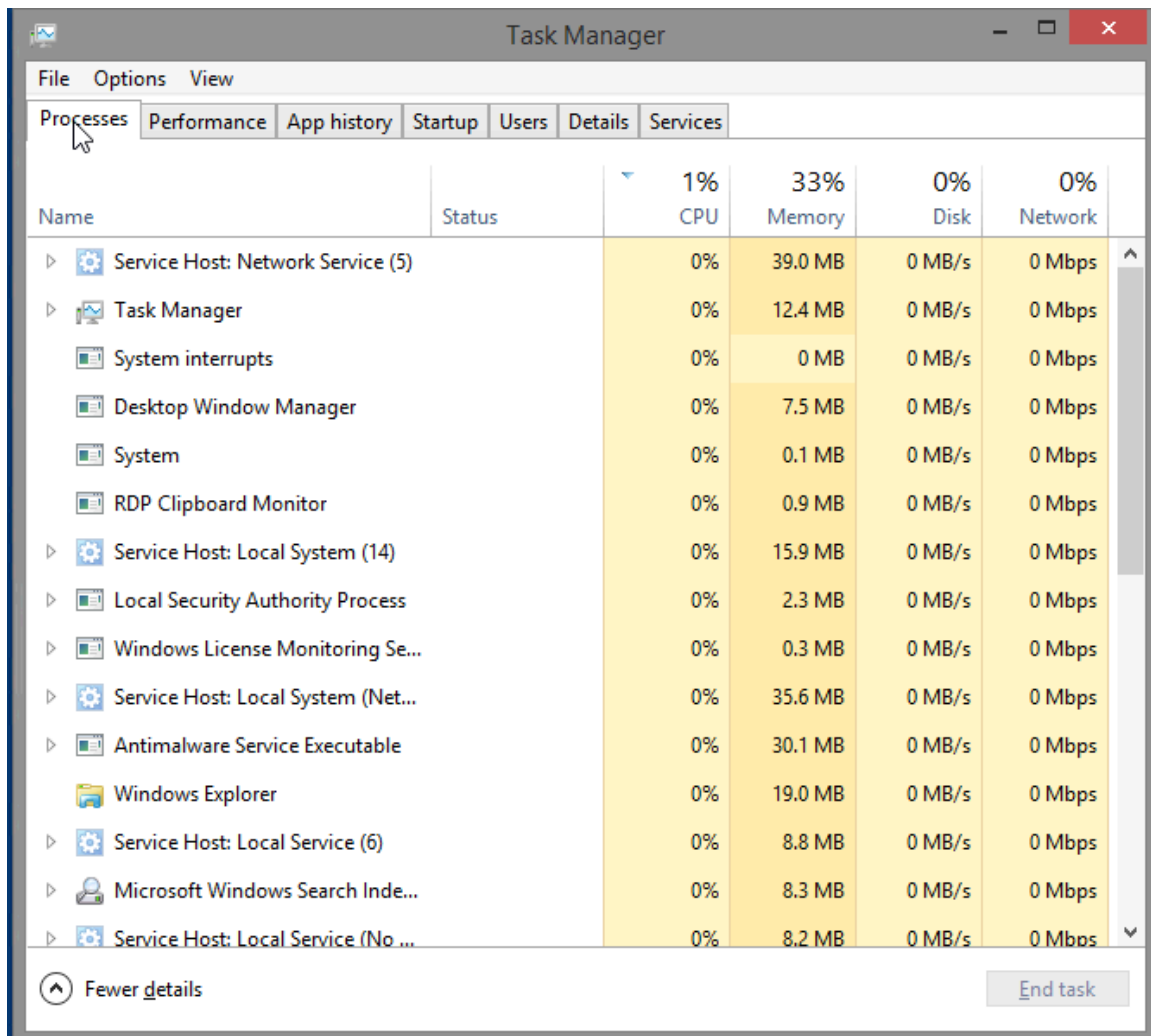 Task Manager
File Options View
Processes Performance App history Startup Users Details Services
1% 33% 0% 0%
Name Status CPU Memory Disk Network
Service Host: Network Service (5) 0% 39.0 MB 0 MB/s 0 Mbps
Task Manager 0% 12.4 MB 0 MB/s 0 Mbps
System interrupts 0% 0 MB 0 MB/s 0 Mbps
Desktop Window Manager 0% 7.5 MB 0 MB/s 0 Mbps
System 0% 0.1 MB 0 MB/s 0 Mbps
RDP Clipboard Monitor 0% 0.9 MB 0 MB/s 0 Mbps
Service Host: Local System (14) 0% 15.9 MB 0 MB/s 0 Mbps
Local Security Authority Process 0% 2.3 MB 0 MB/s 0 Mbps
Windows License Monitoring Se... 0% 0.3 MB 0 MB/s 0 Mbps
Service Host: Local System (Net... 0% 35.6 MB 0 MB/s 0 Mbps
Antimalware Service Executable 0% 30.1 MB 0 MB/s 0 Mbps
Windows Explorer 0% 19.0 MB 0 MB/s 0 Mbps
Service Host: Local Service (6) 0% 8.8 MB 0 MB/s 0 Mbps
Microsoft Windows Search Inde... 0% 8.3 MB 0 MB/s 0 Mbps
Service Host: Local Service (No ... 0% 8.2 MB 0 MB/s 0 Mbps
Fewer details End task